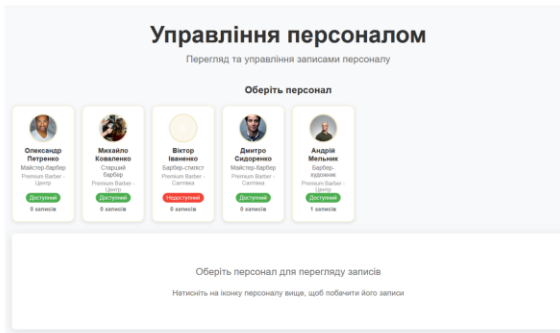 Управління персоналом
Перегляд та управління записами персоналу
Оберіть персонал
Олександр
Петренко
Майстер-барбер
Premium Barber -
Центр
Доступний
0 записів
Михайло
Коваленко
Старший
барбер
Premium Barber -
Центр
Доступний
0 записів
Віктор
Іваненко
Барбер-стиліст
Premium Barber -
Салтівка
Недоступний
0 записів
Дмитро
Сидоренко
Майстер-барбер
Premium Barber -
Салтівка
Доступний
0 записів
Андрій
Мельник
Барбер-
художник
Premium Barber -
Центр
Доступний
1 записів
Оберіть персонал для перегляду записів
Натисніть на іконку персоналу вище, щоб побачити його записи